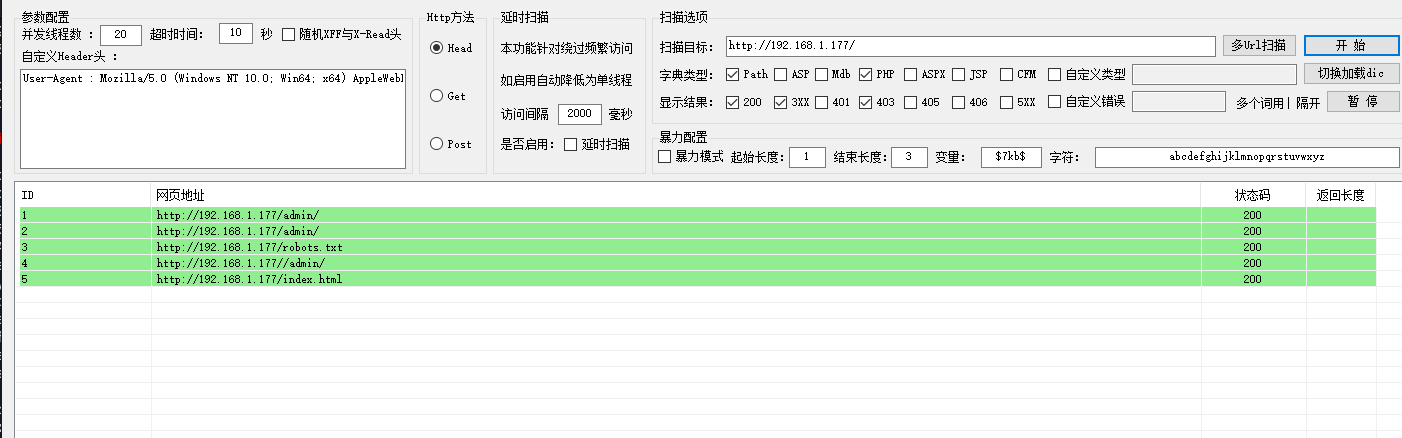 参数配置
并发线程数 : 20 超时时间: 10 秒 随机XFF与X-Read头
自定义Header头 :
User-Agent : Mozilla/5.0 (Windows NT 10.0; Win64; x64) AppleWebK
Http方法
Head
Get
Post
延时扫描
本功能针对绕过频繁访问
如启用自动降低为单线程
访问间隔 2000 毫秒
是否启用: 延时扫描
扫描选项
扫描目标: http://192.168.1.177/ 多Url扫描 开 始
字典类型: Path ASP Mdb PHP ASPX JSP CFM 自定义类型 切换加载dic
显示结果: 200 3XX 401 403 405 406 5XX 自定义错误 多个词用| 隔开 暂 停
暴力配置
暴力模式 起始长度: 1 结束长度: 3 变量: $7kb$ 字符: abcdefghijklmnopqrstuvwxyz
ID 网页地址 状态码 返回长度
1 http://192.168.1.177/admin/ 200
2 http://192.168.1.177/admin/ 200
3 http://192.168.1.177/robots.txt 200
4 http://192.168.1.177//admin/ 200
5 http://192.168.1.177/index.html 200